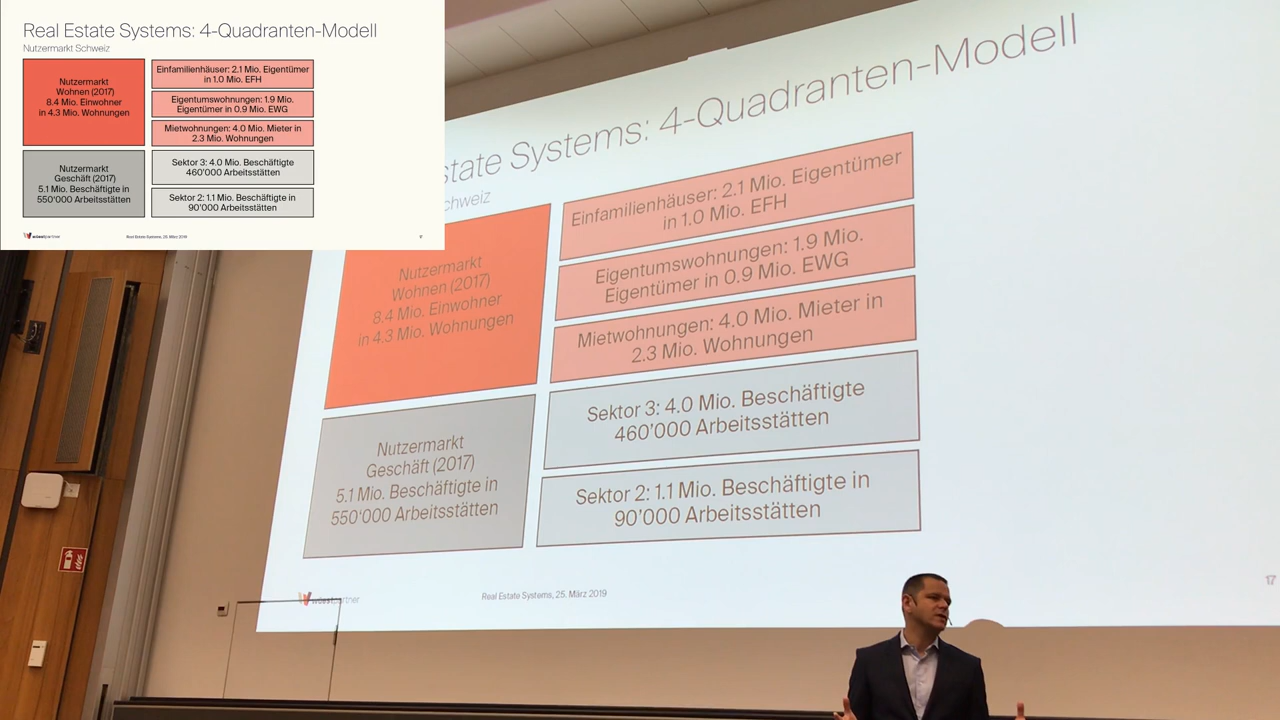 Real Estate Systems: 4-Quadranten-Modell
Nutzermarkt Schweiz
Nutzermarkt
Wohnen (2017)
8.4 Mio. Einwohner
in 4.3 Mio. Wohnungen
Einfamilienhäuser: 2.1 Mio. Eigentümer
in 1.0 Mio. EFH
Eigentumswohnungen: 1.9 Mio.
Eigentümer in 0.9 Mio. EWG
Mietwohnungen: 4.0 Mio. Mieter in
2.3 Mio. Wohnungen
Nutzermarkt
Geschäft (2017)
5.1 Mio. Beschäftigte in
550'000 Arbeitsstätten
Sektor 3: 4.0 Mio. Beschäftigte
460'000 Arbeitsstätten
Sektor 2: 1.1 Mio. Beschäftigte in
90'000 Arbeitsstätten
wüestpartner
Real Estate Systems, 25. März 2019
17
state Systems: 4-Quadranten-Modell
chweiz
Nutzermarkt
Wohnen (2017)
8.4 Mio. Einwohner
in 4.3 Mio. Wohnungen
Einfamilienhäuser: 2.1 Mio. Eigentümer
in 1.0 Mio. EFH
Eigentumswohnungen: 1.9 Mio.
Eigentümer in 0.9 Mio. EWG
Mietwohnungen: 4.0 Mio. Mieter in
2.3 Mio. Wohnungen
Nutzermarkt
Geschäft (2017)
5.1 Mio. Beschäftigte in
550'000 Arbeitsstätten
Sektor 3: 4.0 Mio. Beschäftigte
460'000 Arbeitsstätten
Sektor 2: 1.1 Mio. Beschäftigte in
90'000 Arbeitsstätten
wüestpartner
Real Estate Systems, 25. März 2019
17